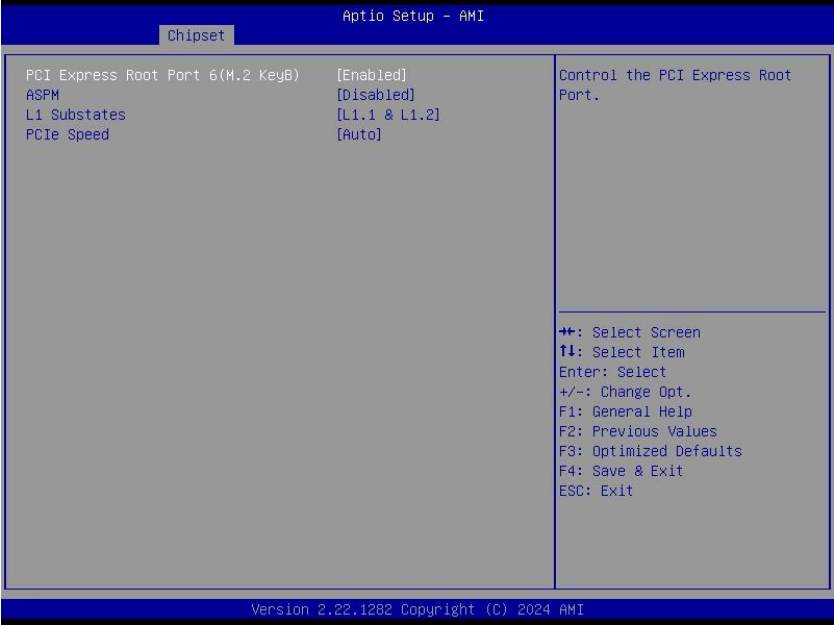 Aptio Setup - AMI
Chipset
PCI Express Root Port 6(M.2 KeyB) [Enabled]
ASPM [Disabled]
L1 Substates [L1.1 & L1.2]
PCIe Speed [Auto]
Control the PCI Express Root
Port.
→←: Select Screen
↑↓: Select Item
Enter: Select
+/-: Change Opt.
F1: General Help
F2: Previous Values
F3: Optimized Defaults
F4: Save & Exit
ESC: Exit
Version 2.22.1282 Copyright (C) 2024 AMI